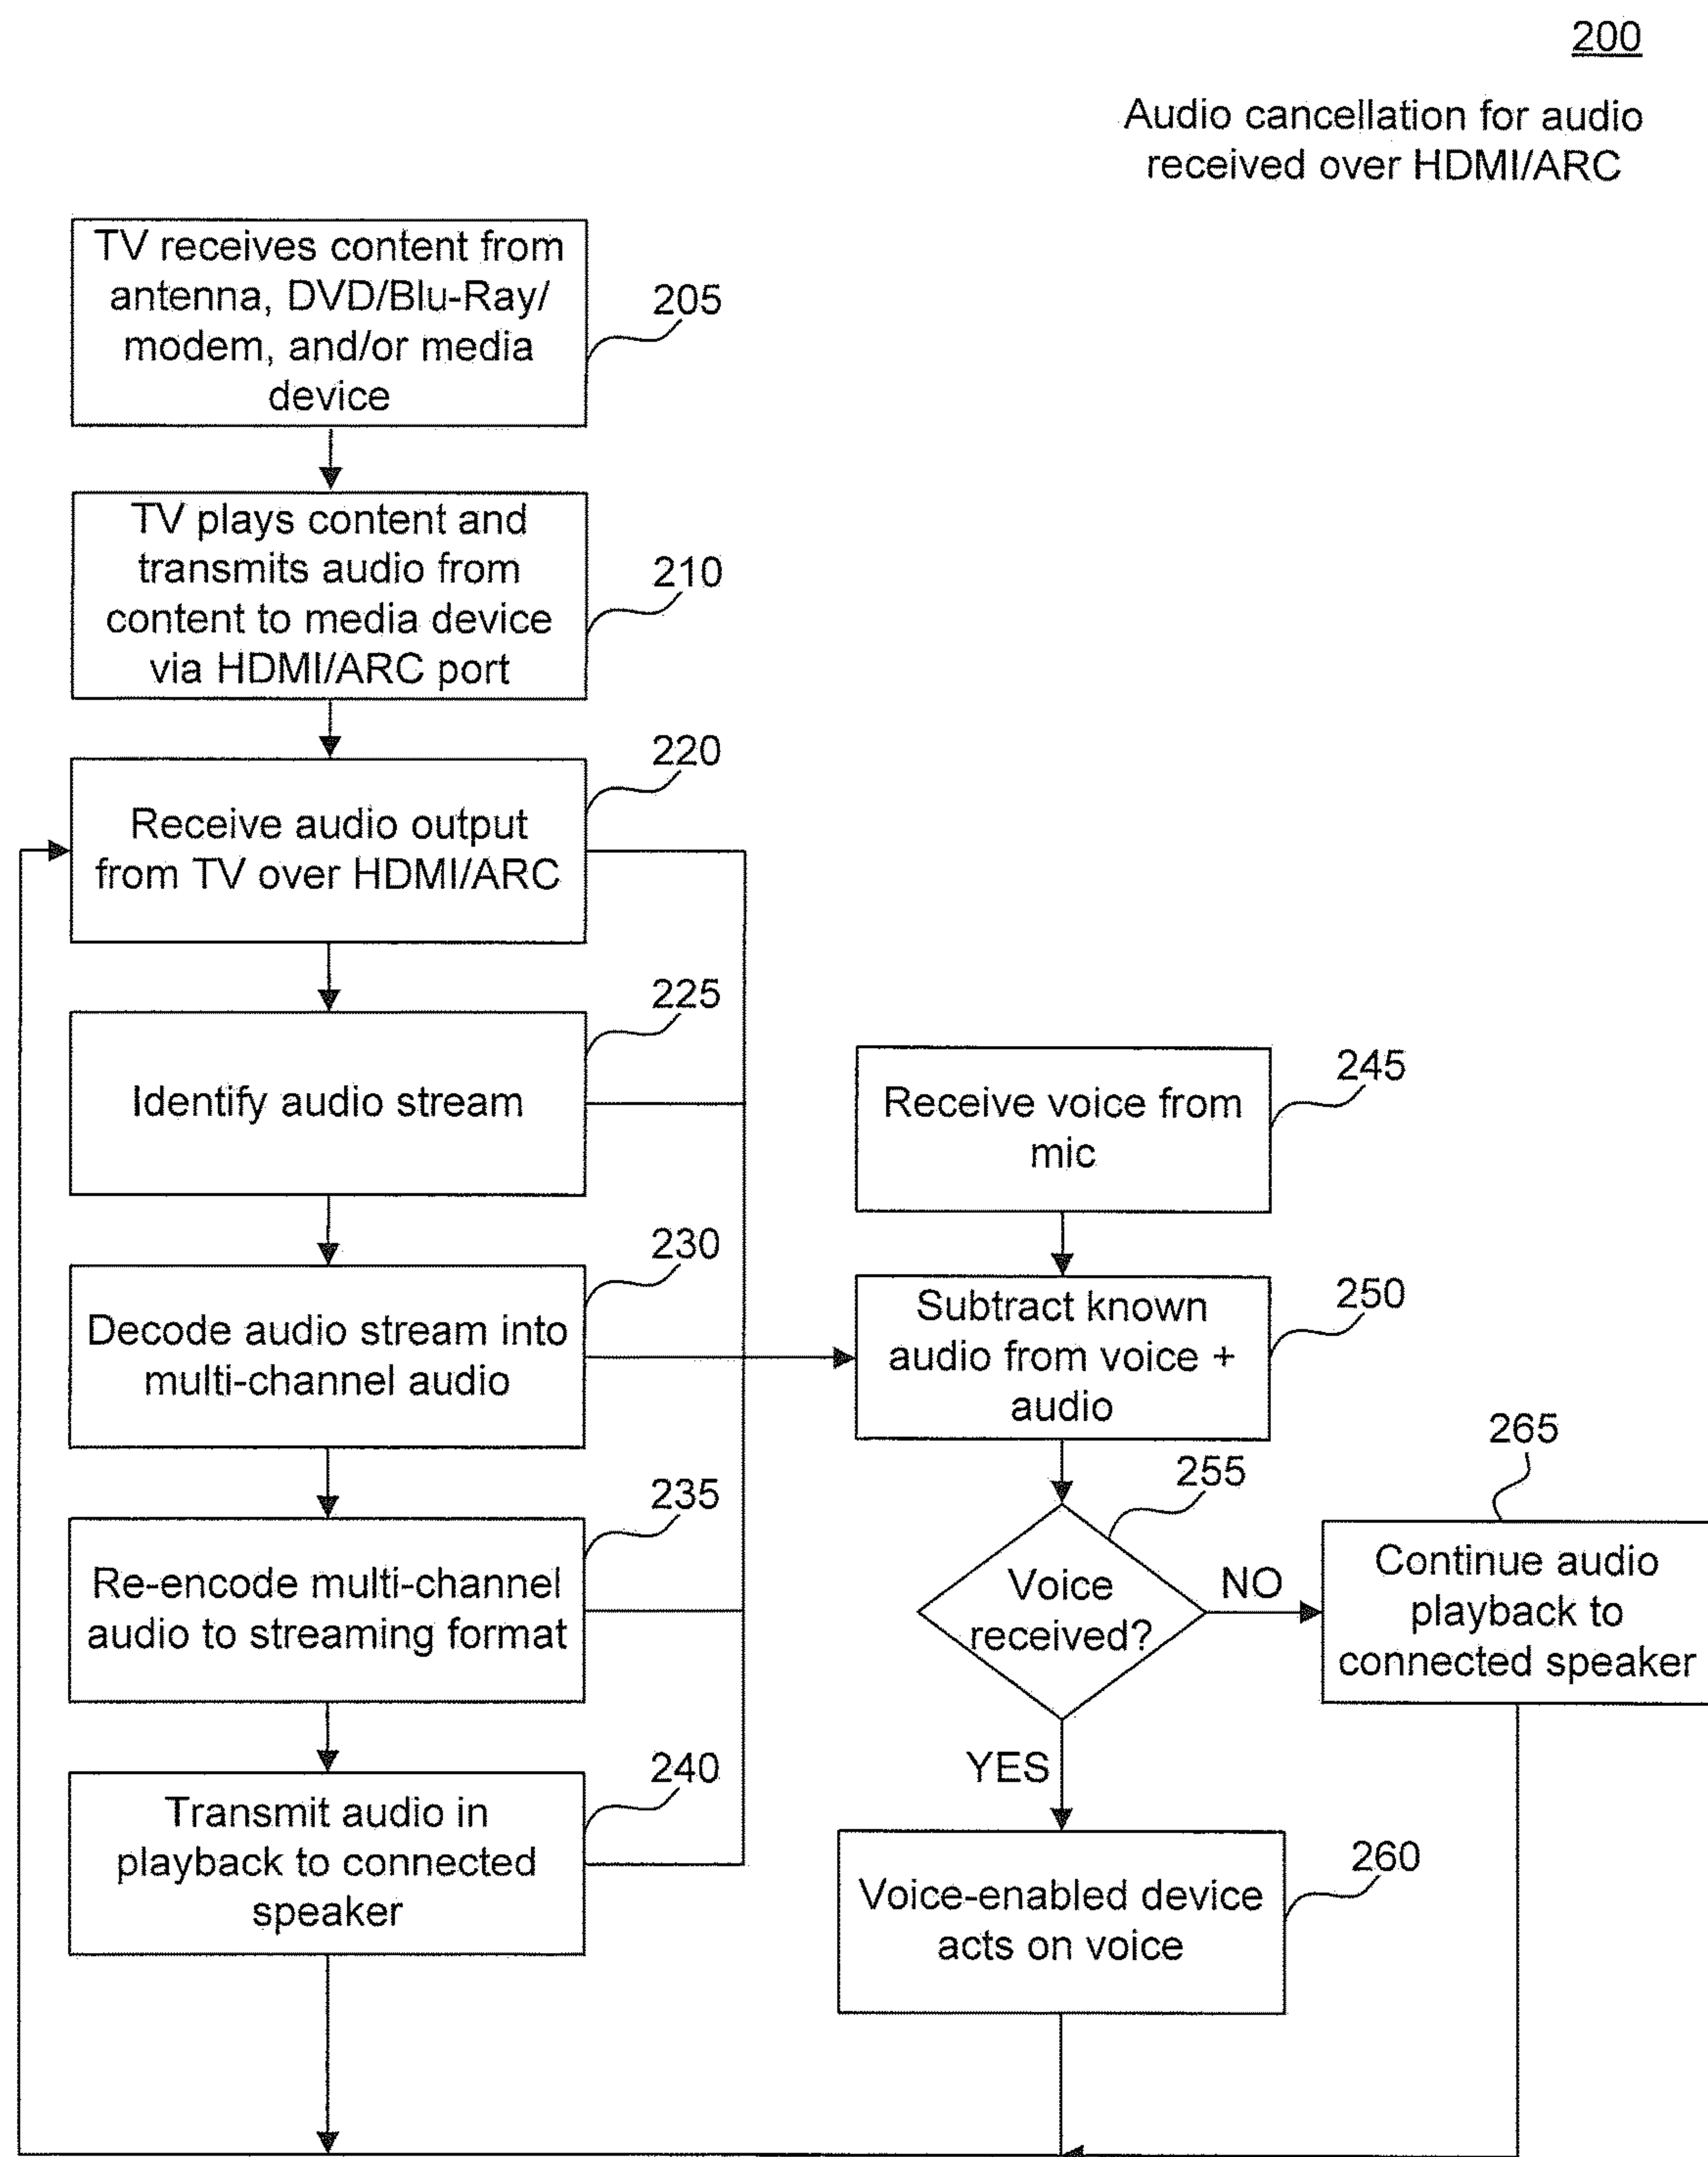 200
Audio cancellation for audio
received over HDMI/ARC
TV receives content from
antenna, DVD/Blu-Ray/
modem, and/or media
device
205
TV plays content and
transmits audio from
content to media device
via HDMI/ARC port
210
Receive audio output
from TV over HDMI/ARC
220
Identify audio stream
225
Decode audio stream into
multi-channel audio
230
Re-encode multi-channel
audio to streaming format
235
Transmit audio in
playback to connected
speaker
240
Receive voice from
mic
245
Subtract known
audio from voice +
audio
250
Voice
received?
255
NO
YES
Continue audio
playback to
connected speaker
265
Voice-enabled device
acts on voice
260